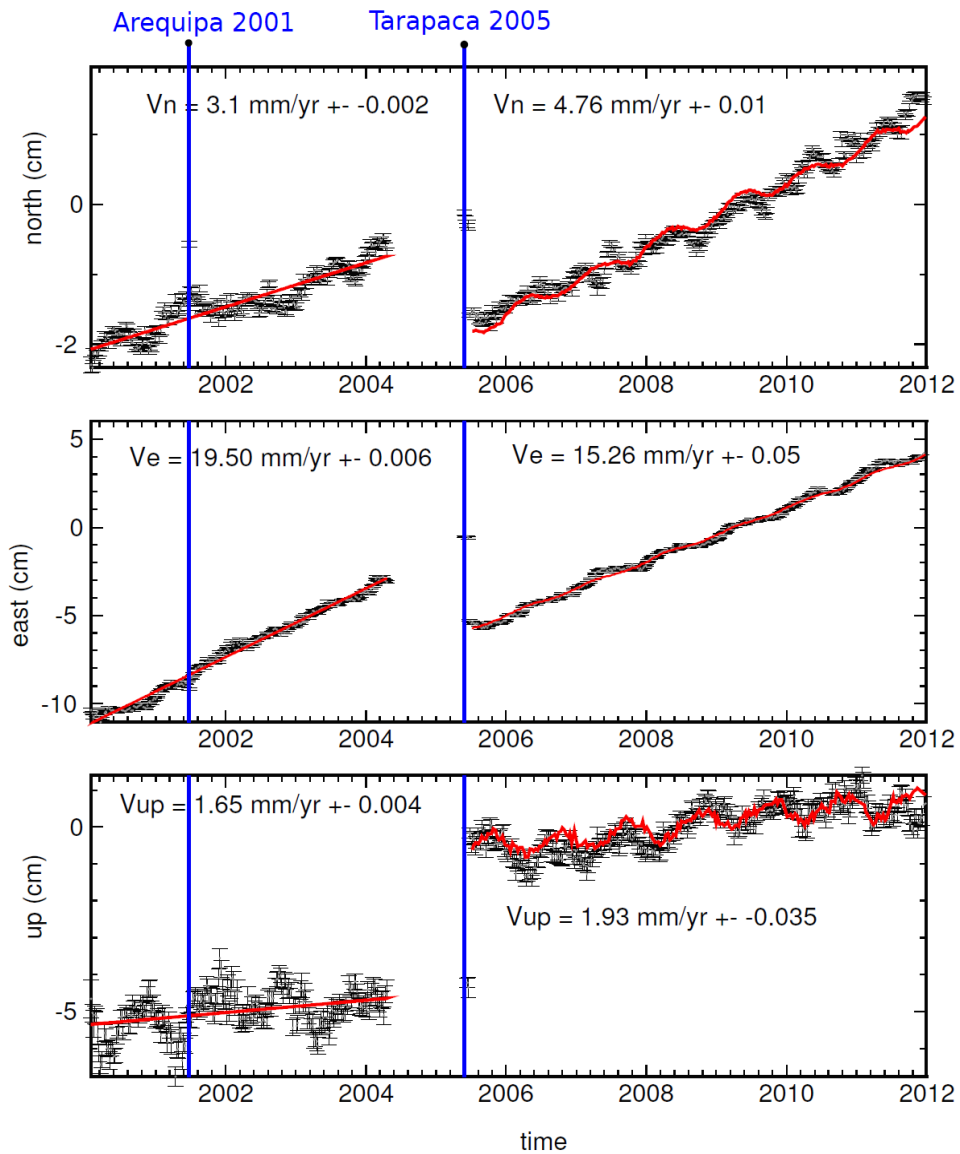 Arequipa 2001 Tarapaca 2005
Vn = 3.1 mm/yr +- -0.002 Vn = 4.76 mm/yr +- 0.01
north (cm)
0
-2
2002 2004 2006 2008 2010 2012
Ve = 19.50 mm/yr +- 0.006 Ve = 15.26 mm/yr +- 0.05
east (cm)
5
0
-5
-10
2002 2004 2006 2008 2010 2012
Vup = 1.65 mm/yr +- 0.004
up (cm)
0
Vup = 1.93 mm/yr +- -0.035
-5
2002 2004 2006 2008 2010 2012
time